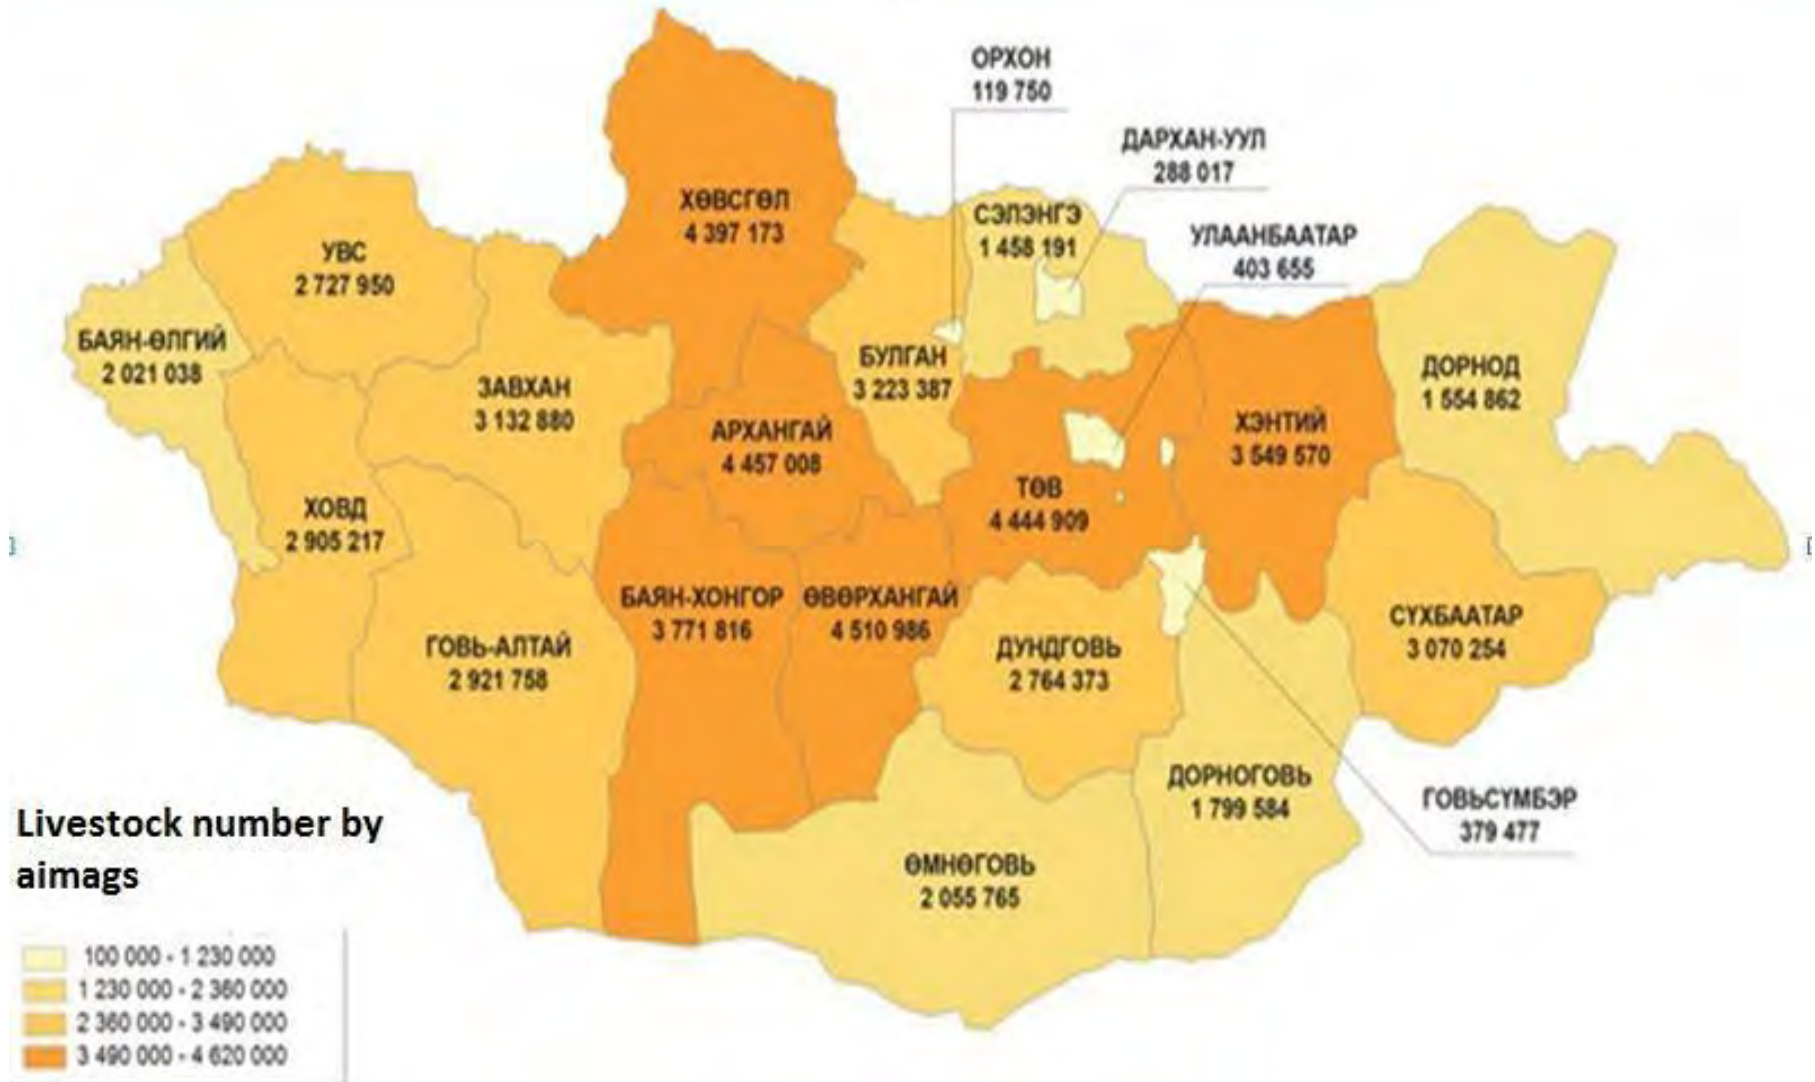 ОРХОН
119 750
ДАРХАН-УУЛ
288 017
ХӨВСГӨЛ
4 397 173
СЭЛЭНГЭ
1 458 191
УЛААНБААТАР
403 655
УВС
2 727 950
БАЯН-ӨЛГИЙ
2 021 038
ЗАВХАН
3 132 880
БУЛГАН
3 223 387
ДОРНОД
1 554 862
АРХАНГАЙ
4 457 008
ХЭНТИЙ
3 549 570
ХОВД
2 905 217
ТӨВ
4 444 909
БАЯН-ХОНГОР
3 771 816
ӨВӨРХАНГАЙ
4 510 986
СҮХБААТАР
3 070 254
ГОВЬ-АЛТАЙ
2 921 758
ДУНДГОВЬ
2 764 373
ДОРНОГОВЬ
1 799 584
ГОВЬСҮМБЭР
379 477
ӨМНӨГОВЬ
2 055 765
Livestock number by
aimags
100 000 - 1 230 000
1 230 000 - 2 360 000
2 360 000 - 3 490 000
3 490 000 - 4 620 000